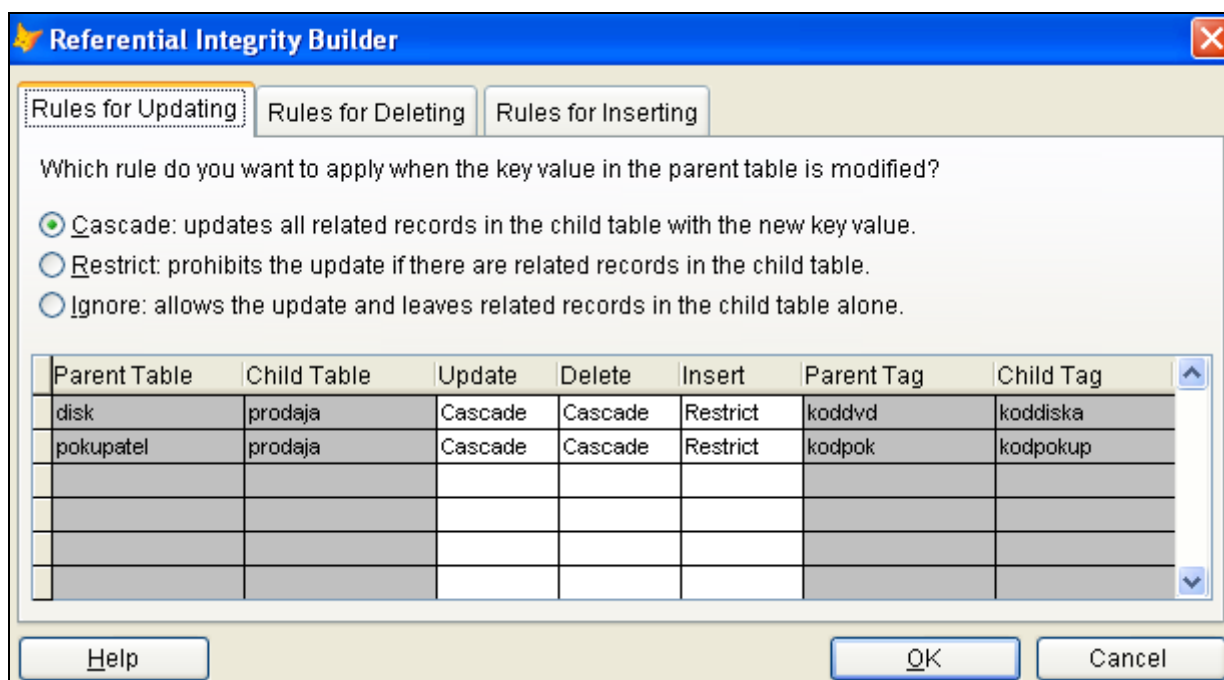 Referential Integrity Builder
Rules for Updating Rules for Deleting Rules for Inserting
Which rule do you want to apply when the key value in the parent table is modified?
Cascade: updates all related records in the child table with the new key value.
Restrict: prohibits the update if there are related records in the child table.
Ignore: allows the update and leaves related records in the child table alone.
Parent Table Child Table Update Delete Insert Parent Tag Child Tag
disk prodaja Cascade Cascade Restrict koddvd koddiska
pokupatel prodaja Cascade Cascade Restrict kodpok kodpokup
Help OK Cancel